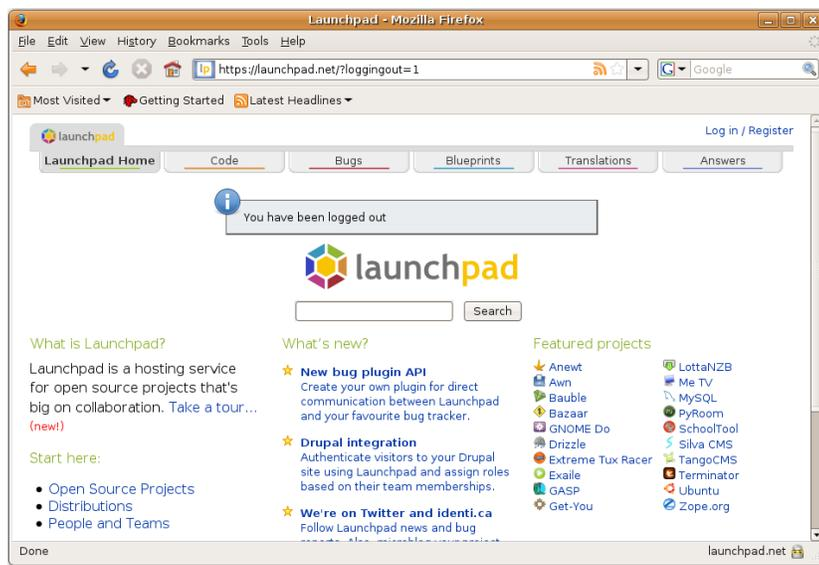 Launchpad - Mozilla Firefox
File Edit View History Bookmarks Tools Help
lp https://launchpad.net/?loggingout=1 G Google
Most Visited Getting Started Latest Headlines
launchpad
Log in / Register
Launchpad Home Code Bugs Blueprints Translations Answers
You have been logged out
launchpad
Search
What is Launchpad?
Launchpad is a hosting service
for open source projects that's
big on collaboration. Take a tour...
(new!)
Start here:
Open Source Projects
Distributions
People and Teams
What's new?
New bug plugin API
Create your own plugin for direct
communication between Launchpad
and your favourite bug tracker.
Drupal integration
Authenticate visitors to your Drupal
site using Launchpad and assign roles
based on their team memberships.
We're on Twitter and identi.ca
Follow Launchpad news and bug
reports. Also, microblog your project
Featured projects
Anewt
Awn
Bauble
Bazaar
GNOME Do
Drizzle
Extreme Tux Racer
Exaile
GASP
Get-You
LottaNZB
Me TV
MySQL
PyRoom
SchoolTool
Silva CMS
TangoCMS
Terminator
Ubuntu
Zope.org
Done launchpad.net